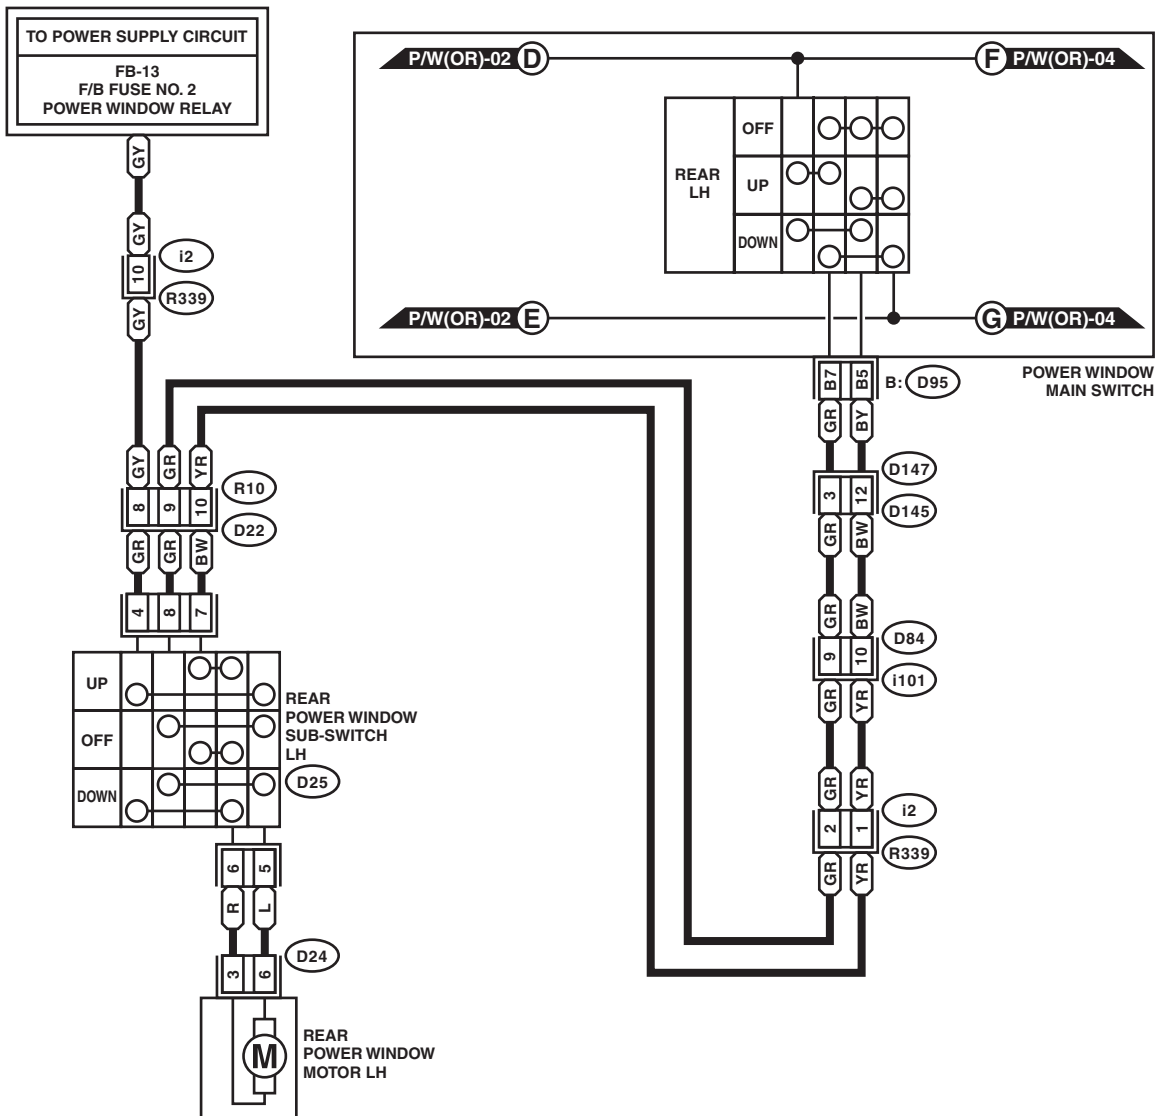 TO POWER SUPPLY CIRCUIT
FB-13
F/B FUSE NO. 2
POWER WINDOW RELAY
GY
GY
10
i2
R339
GY
P/W(OR)-02 D
F P/W(OR)-04
REAR
LH
OFF
UP
DOWN
P/W(OR)-02 E
G P/W(OR)-04
POWER WINDOW
MAIN SWITCH
B7 B5
B: D95
GR BY
D147
3 12
D145
GR BW
GR BW
D84
9 10
i101
GR YR
GR YR
i2
2 1
R339
GR YR
GY GR YR
R10
8 9 10
D22
GR GR BW
4 8 7
UP
OFF
DOWN
REAR
POWER WINDOW
SUB-SWITCH
LH
D25
6 5
R L
D24
3 6
M
REAR
POWER WINDOW
MOTOR LH